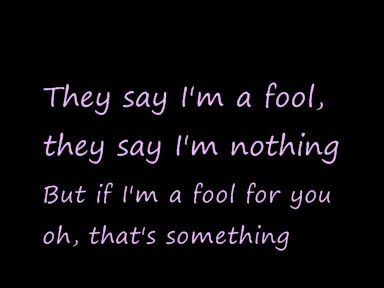 They say I'm a fool,
they say I'm nothing
But if I'm a fool for you
oh, that's something